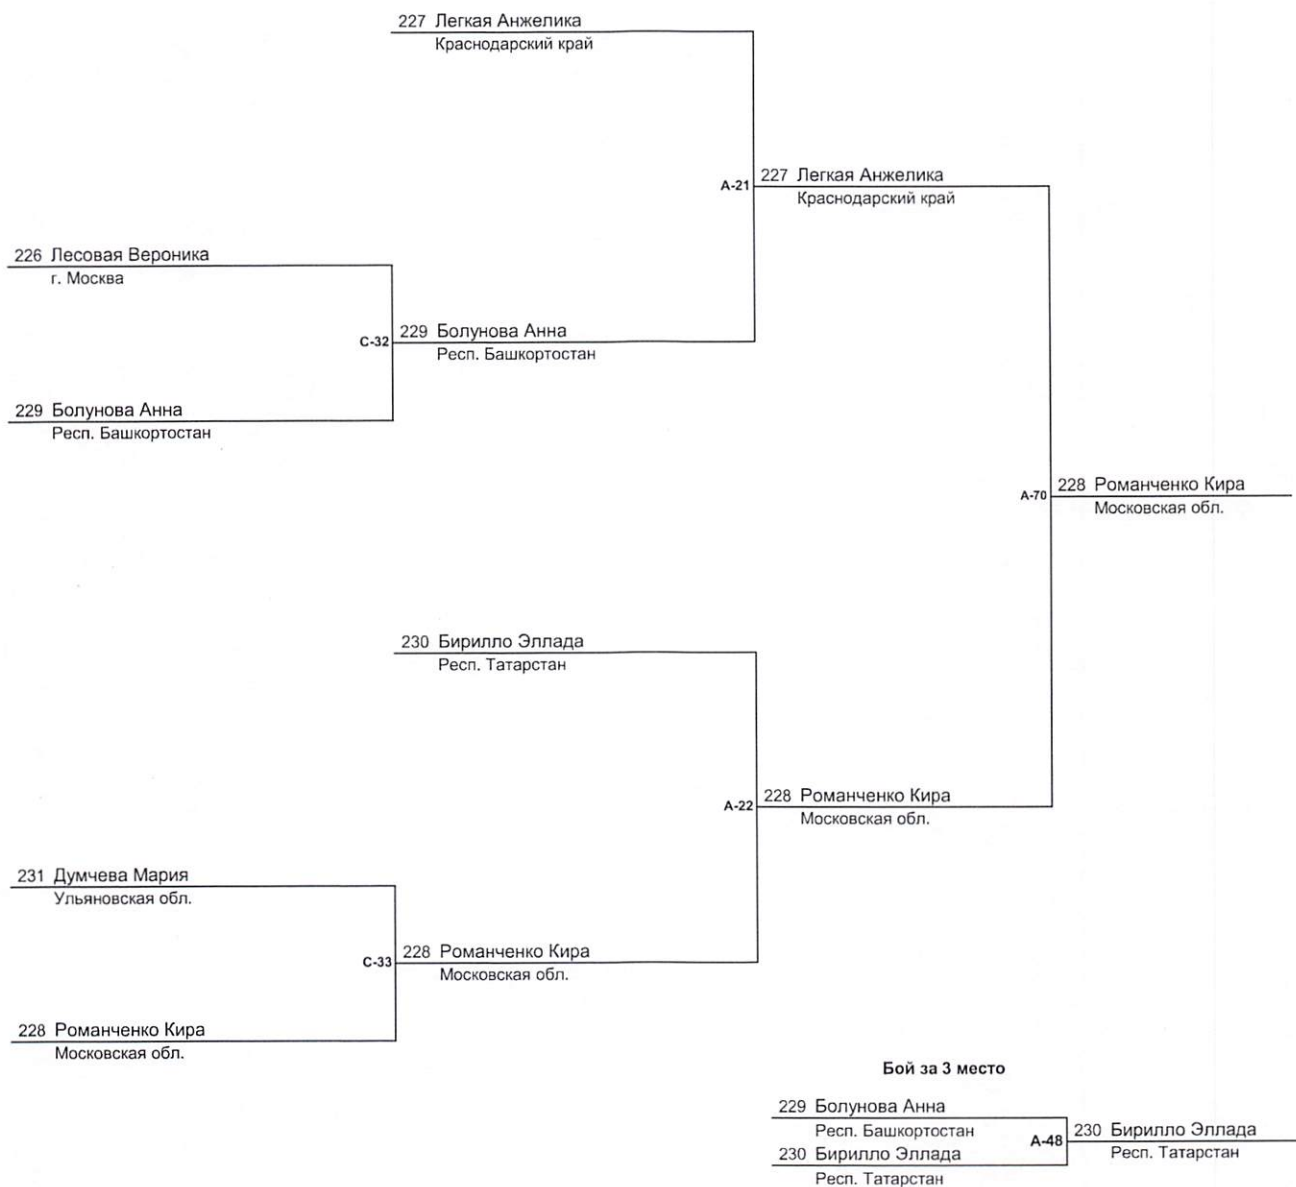 227 Легкая Анжелика
Краснодарский край
А-21
227 Легкая Анжелика
Краснодарский край
226 Лесовая Вероника
г. Москва
С-32
229 Болунова Анна
Респ. Башкортостан
229 Болунова Анна
Респ. Башкортостан
А-70
228 Романченко Кира
Московская обл.
230 Бирилло Эллада
Респ. Татарстан
А-22
228 Романченко Кира
Московская обл.
231 Думчева Мария
Ульяновская обл.
С-33
228 Романченко Кира
Московская обл.
228 Романченко Кира
Московская обл.
Бой за 3 место
229 Болунова Анна
Респ. Башкортостан
А-48
230 Бирилло Эллада
Респ. Татарстан
230 Бирилло Эллада
Респ. Татарстан